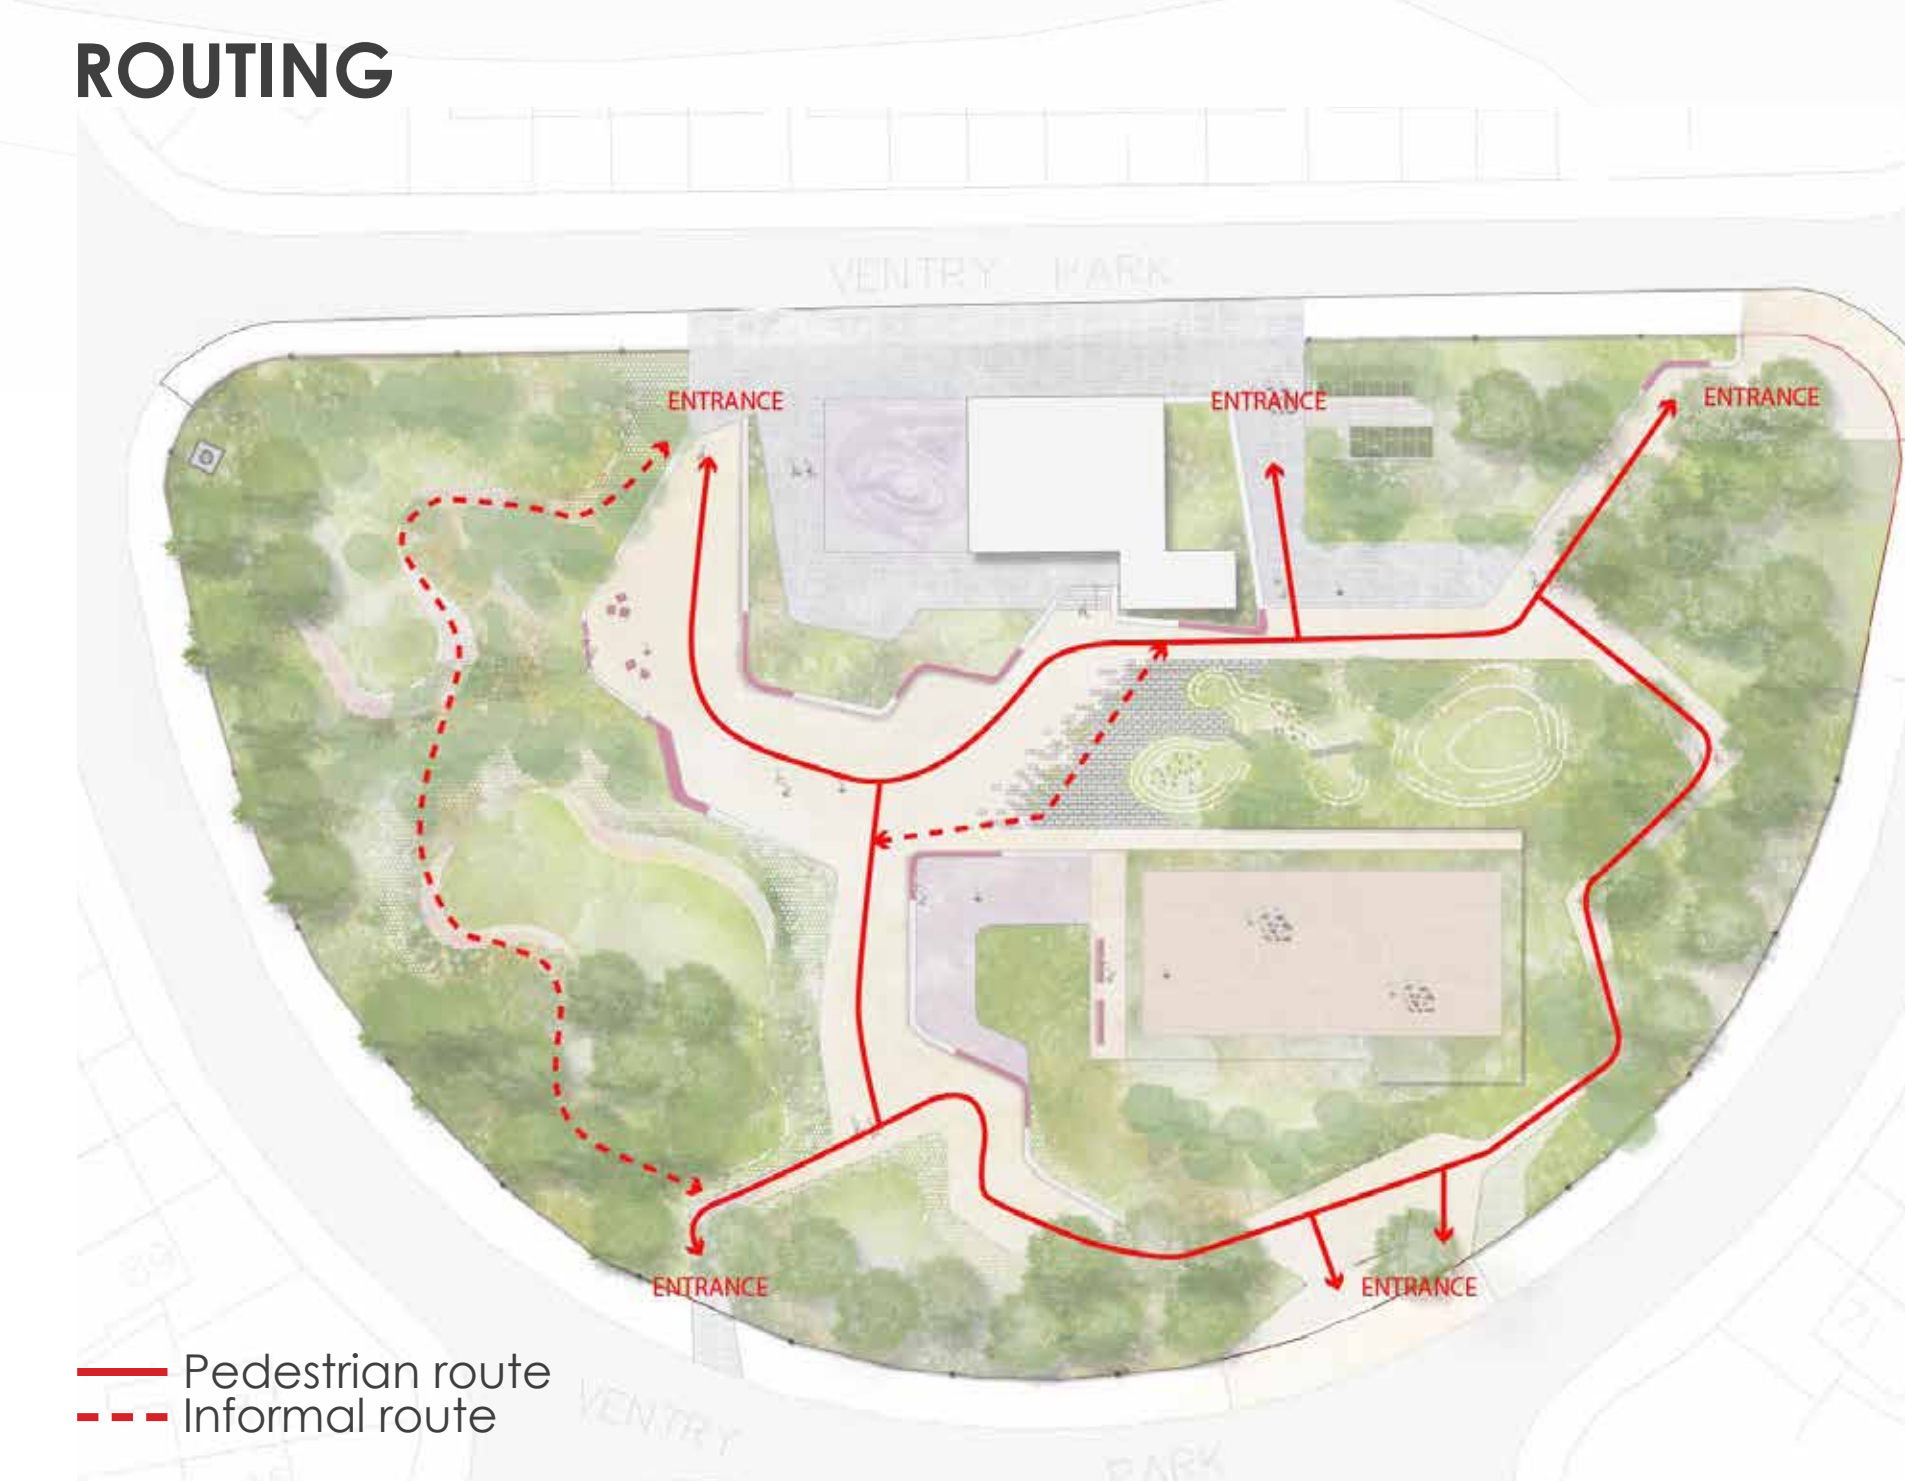 ROUTING
VENTRY PARK
ENTRANCE
ENTRANCE
ENTRANCE
ENTRANCE
ENTRANCE
Pedestrian route
Informal route
VENTRY
PARK